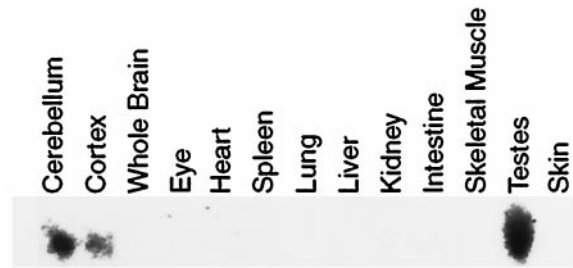 Cerebellum
Cortex
Whole Brain
Eye
Heart
Spleen
Lung
Liver
Kidney
Intestine
Skeletal Muscle
Testes
Skin